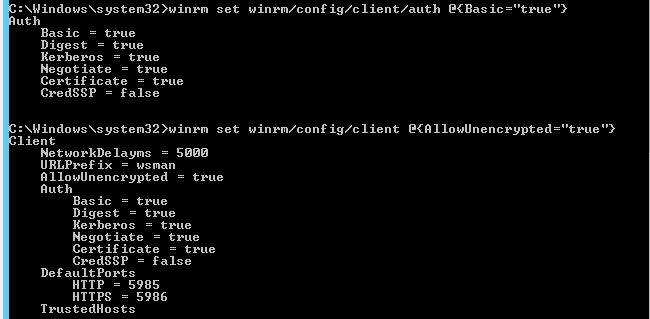 C:\Windows\system32>winrm set winrm/config/client/auth @{Basic="true"}
Auth
    Basic = true
    Digest = true
    Kerberos = true
    Negotiate = true
    Certificate = true
    CredSSP = false
C:\Windows\system32>winrm set winrm/config/client @{AllowUnencrypted="true"}
Client
    NetworkDelayms = 5000
    URLPrefix = wsman
    AllowUnencrypted = true
    Auth
        Basic = true
        Digest = true
        Kerberos = true
        Negotiate = true
        Certificate = true
        CredSSP = false
    DefaultPorts
        HTTP = 5985
        HTTPS = 5986
    TrustedHosts